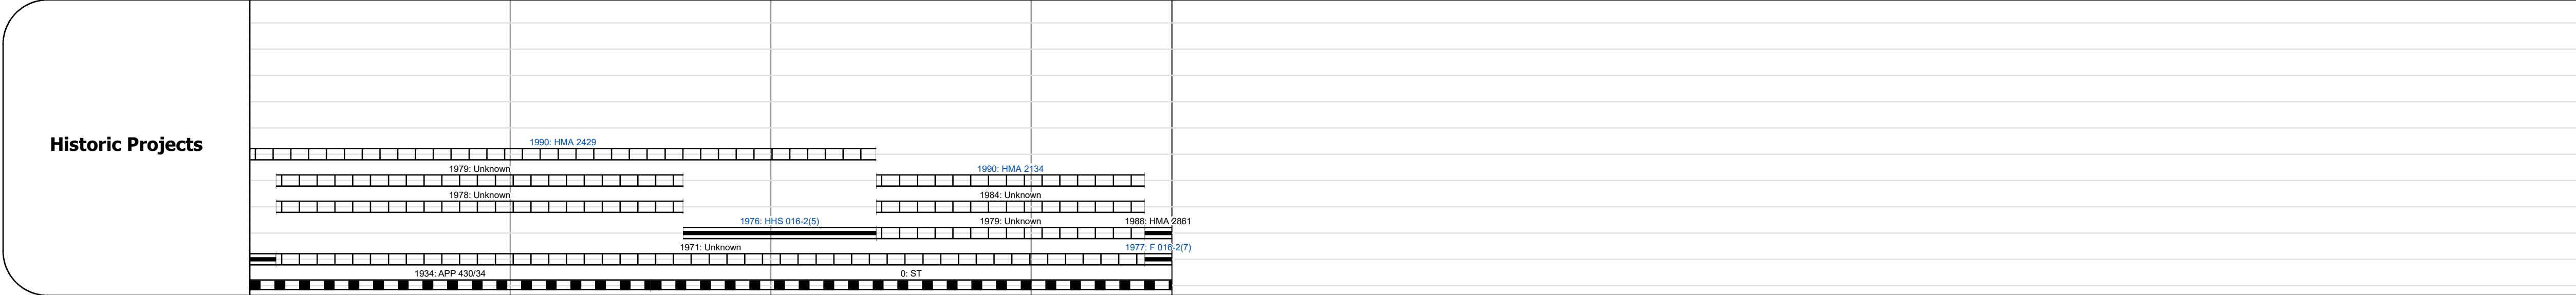 1990: HMA 2429
Historic Projects
1979: Unknown
1990: HMA 2134
1978: Unknown
1984: Unknown
1976: HHS 016-2(5)
1979: Unknown
1988: HMA 2861
1971: Unknown
1977: F 016-2(7)
1934: APP 430/34
0: ST